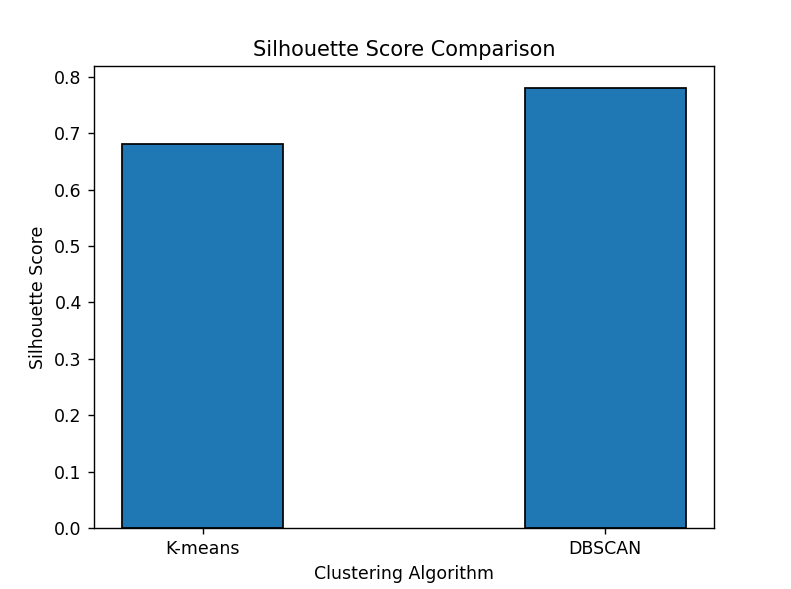 Silhouette Score Comparison
0.8
0.7
0.6
0.5
0.4
0.3
0.2
0.1
0.0
Silhouette Score
K-means
DBSCAN
Clustering Algorithm